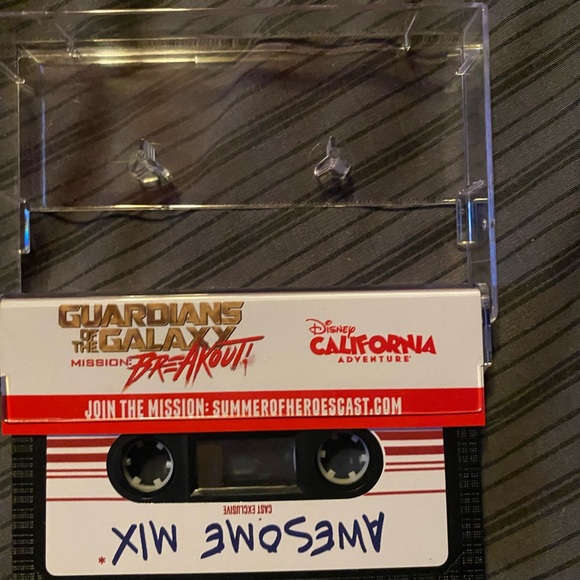 GUARDIANS
OF THE GALAXY
MISSION: BREAKOUT!
Disney
CALIFORNIA
ADVENTURE
JOIN THE MISSION: SUMMEROFHEROESCAST.COM
CAST EXCLUSIVE
AWESOME MIX
*